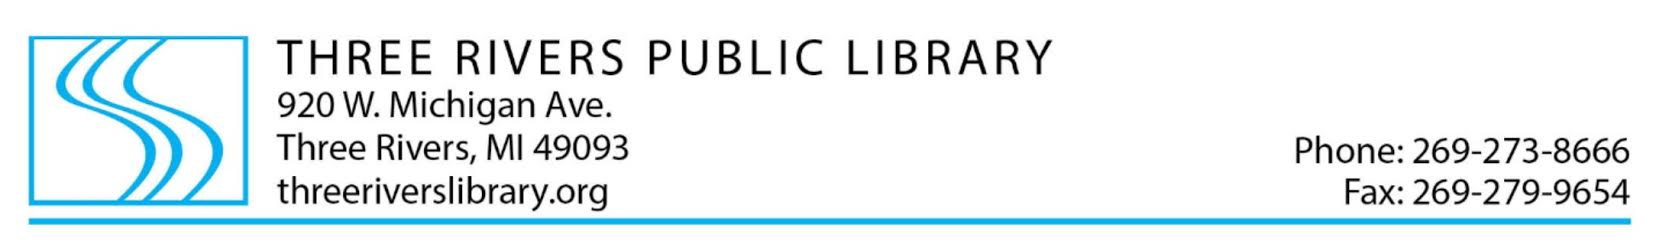 THREE RIVERS PUBLIC LIBRARY
920 W. Michigan Ave.
Three Rivers, MI 49093
threeriverslibrary.org
Phone: 269-273-8666
Fax: 269-279-9654